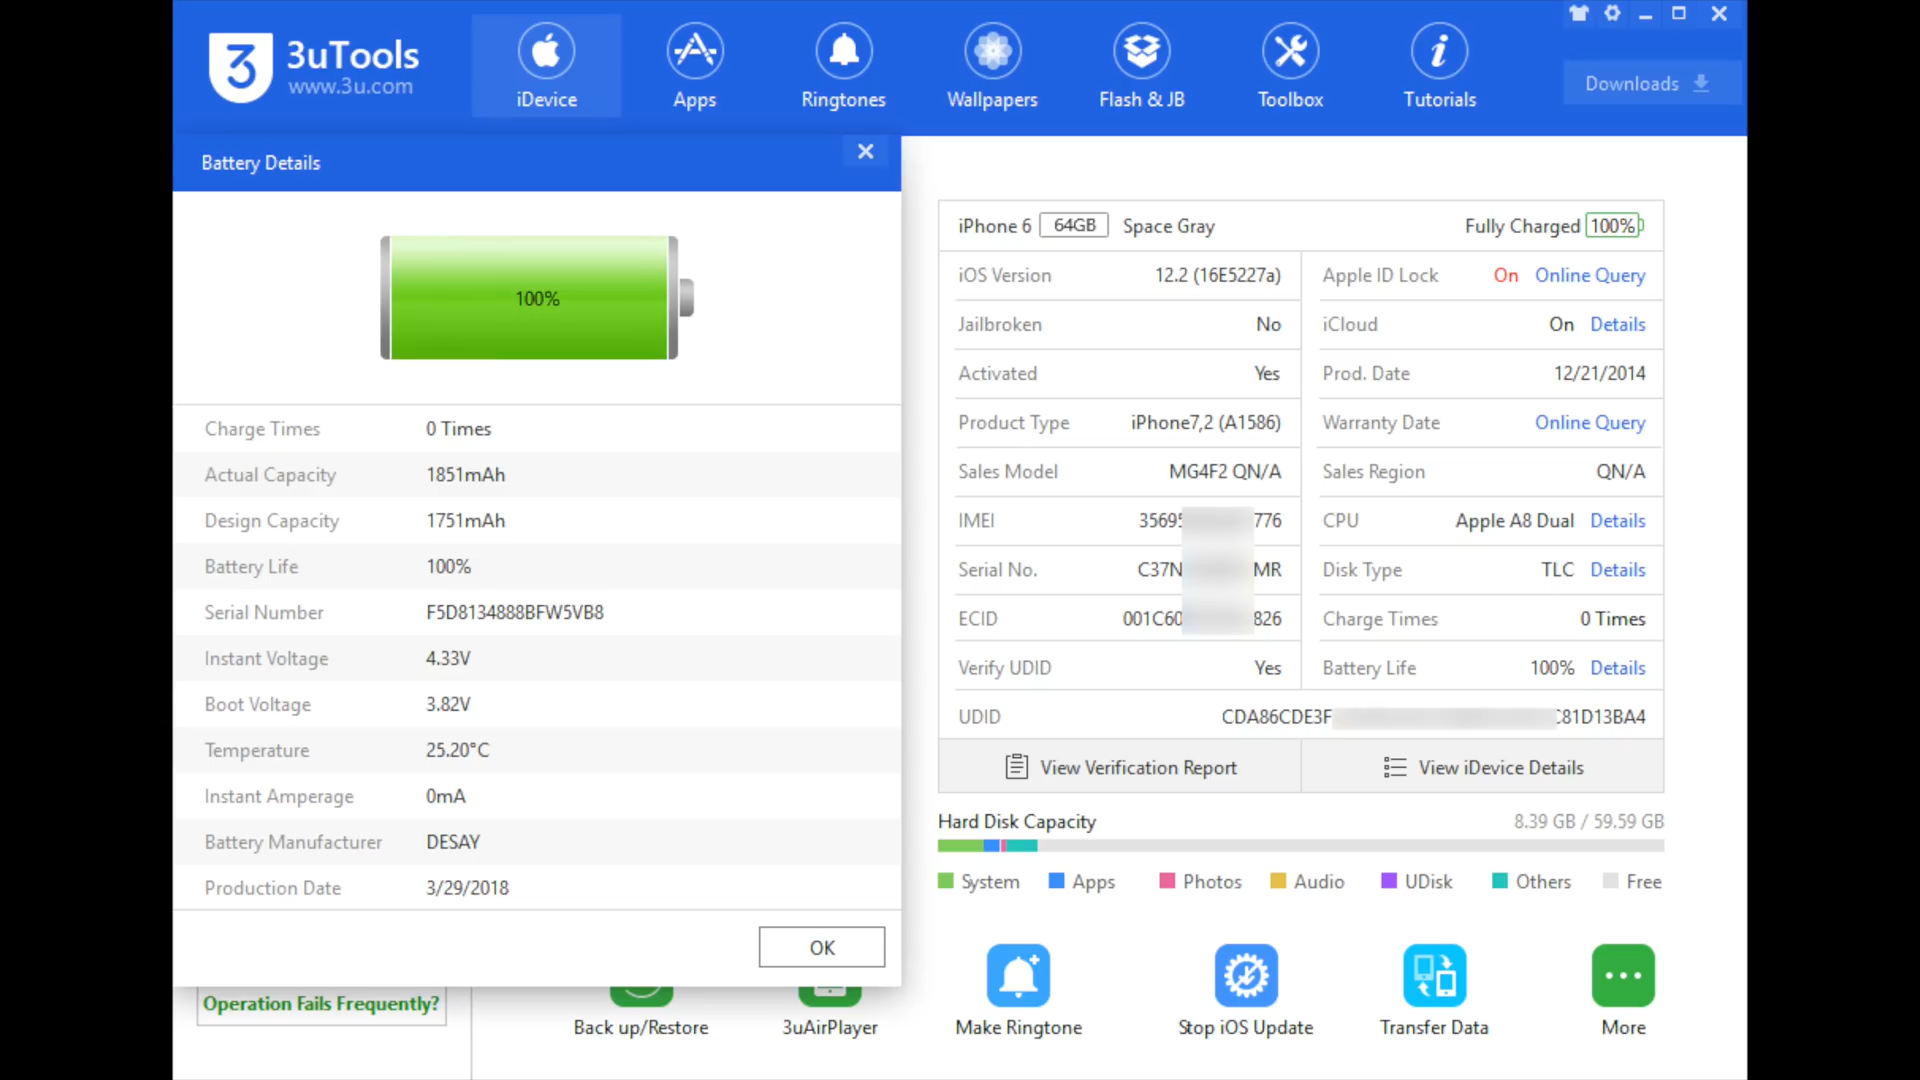 3 3uTools
www.3u.com
iDevice
Apps
Ringtones
Wallpapers
Flash & JB
Toolbox
Tutorials
Downloads
Battery Details
100%
Charge Times 0 Times
Actual Capacity 1851mAh
Design Capacity 1751mAh
Battery Life 100%
Serial Number F5D8134888BFW5VB8
Instant Voltage 4.33V
Boot Voltage 3.82V
Temperature 25.20°C
Instant Amperage 0mA
Battery Manufacturer DESAY
Production Date 3/29/2018
OK
iPhone 6 64GB Space Gray Fully Charged 100%
iOS Version 12.2 (16E5227a) Apple ID Lock On Online Query
Jailbroken No iCloud On Details
Activated Yes Prod. Date 12/21/2014
Product Type iPhone7,2 (A1586) Warranty Date Online Query
Sales Model MG4F2 QN/A Sales Region QN/A
IMEI 35695 776 CPU Apple A8 Dual Details
Serial No. C37N MR Disk Type TLC Details
ECID 001C60 826 Charge Times 0 Times
Verify UDID Yes Battery Life 100% Details
UDID CDA86CDE3F C81D13BA4
View Verification Report View iDevice Details
Hard Disk Capacity 8.39 GB / 59.59 GB
System Apps Photos Audio UDisk Others Free
Operation Fails Frequently?
Back up/Restore
3uAirPlayer
Make Ringtone
Stop iOS Update
Transfer Data
More